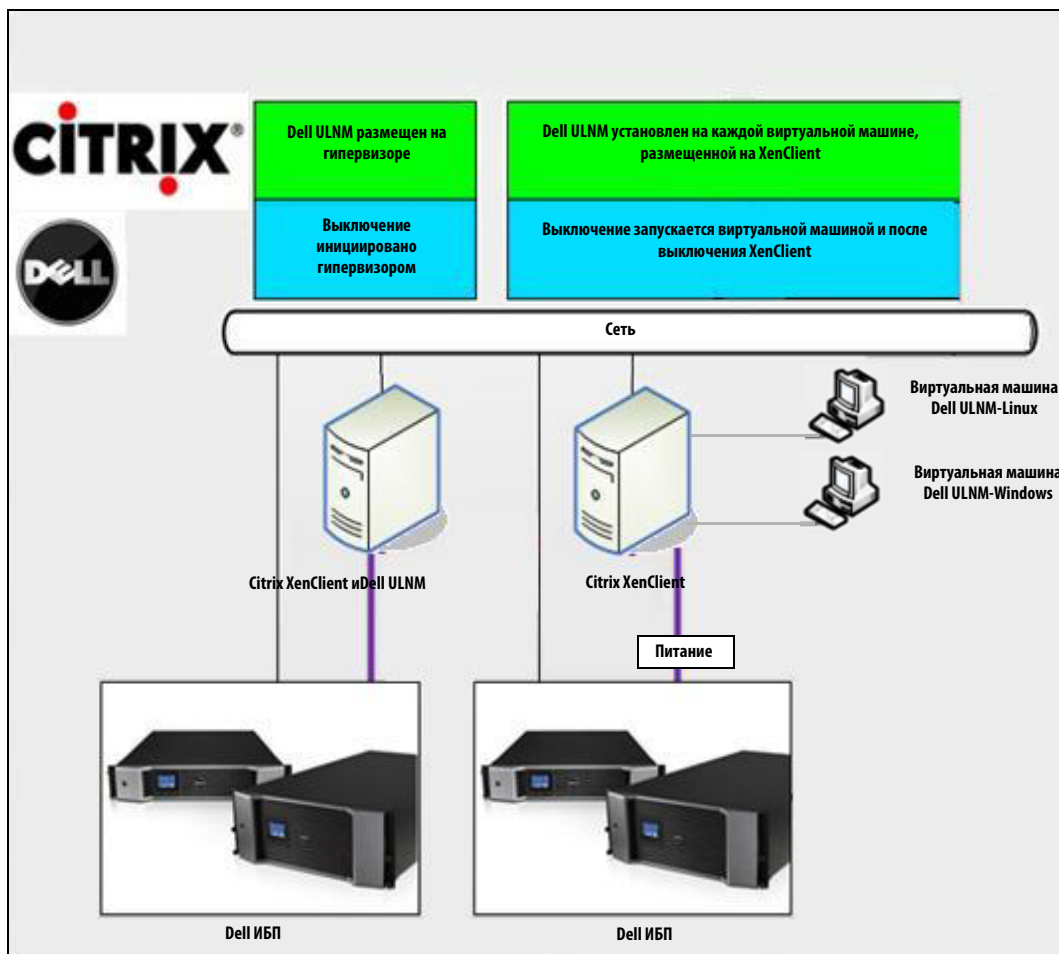 CİTRIX®
DELL
Dell ULNM размещен на
гипервизоре
Dell ULNM установлен на каждой виртуальной машине,
размещенной на XenClient
Выключение
инициировано
гипервизором
Выключение запускается виртуальной машиной и после
выключения XenClient
Сеть
Виртуальная машина
Dell ULNM-Linux
Виртуальная машина
Dell ULNM-Windows
Citrix XenClient иDell ULNM
Citrix XenClient
Питание
Dell ИБП
Dell ИБП